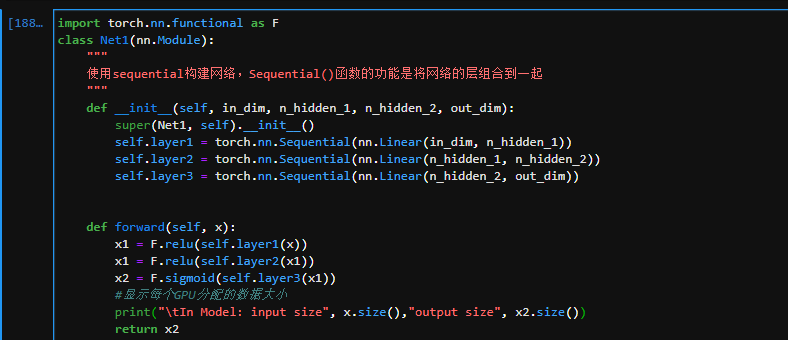 [188…
import torch.nn.functional as F
class Net1(nn.Module):
    """
    使用sequential构建网络，Sequential()函数的功能是将网络的层组合到一起
    """
    def __init__(self, in_dim, n_hidden_1, n_hidden_2, out_dim):
        super(Net1, self).__init__()
        self.layer1 = torch.nn.Sequential(nn.Linear(in_dim, n_hidden_1))
        self.layer2 = torch.nn.Sequential(nn.Linear(n_hidden_1, n_hidden_2))
        self.layer3 = torch.nn.Sequential(nn.Linear(n_hidden_2, out_dim))
    def forward(self, x):
        x1 = F.relu(self.layer1(x))
        x1 = F.relu(self.layer2(x1))
        x2 = F.sigmoid(self.layer3(x1))
        #显示每个GPU分配的数据大小
        print("\tIn Model: input size", x.size(),"output size", x2.size())
        return x2